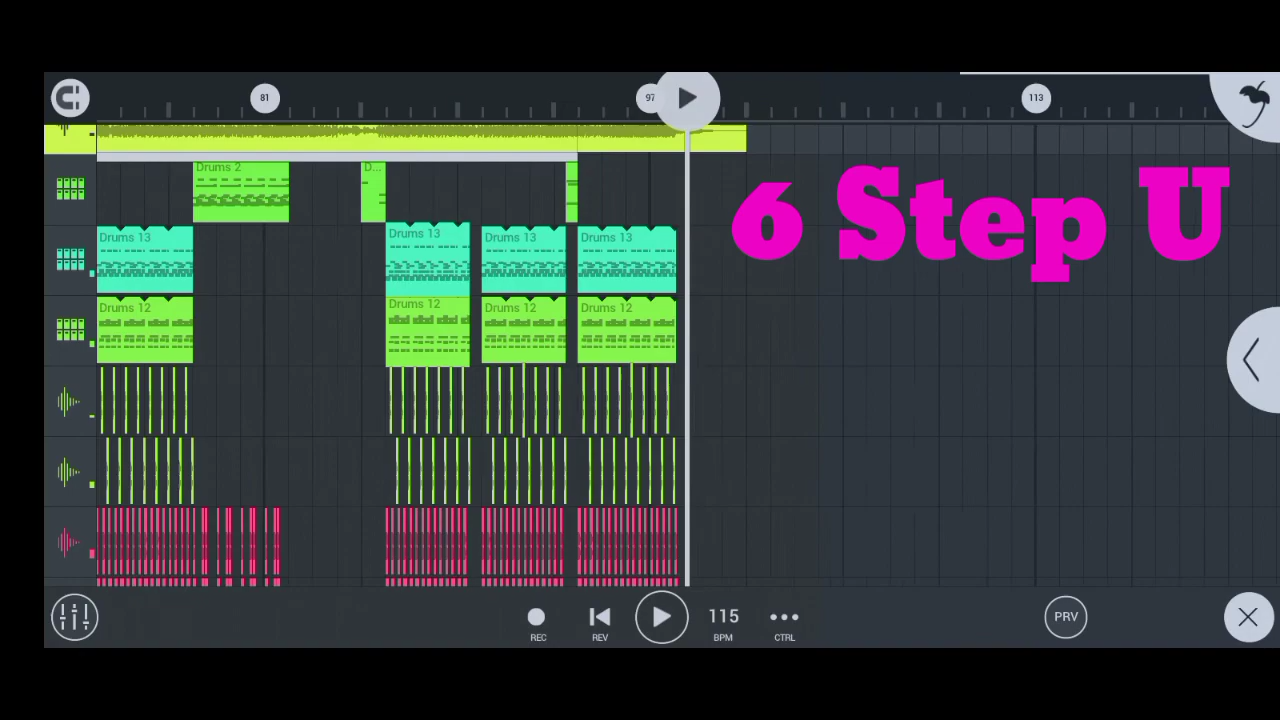 81
97
113
Drums 2
D...
6 Step U
Drums 13
Drums 13
Drums 13
Drums 13
Drums 12
Drums 12
Drums 12
Drums 12
115
PRV
REC
REV
BPM
CTRL